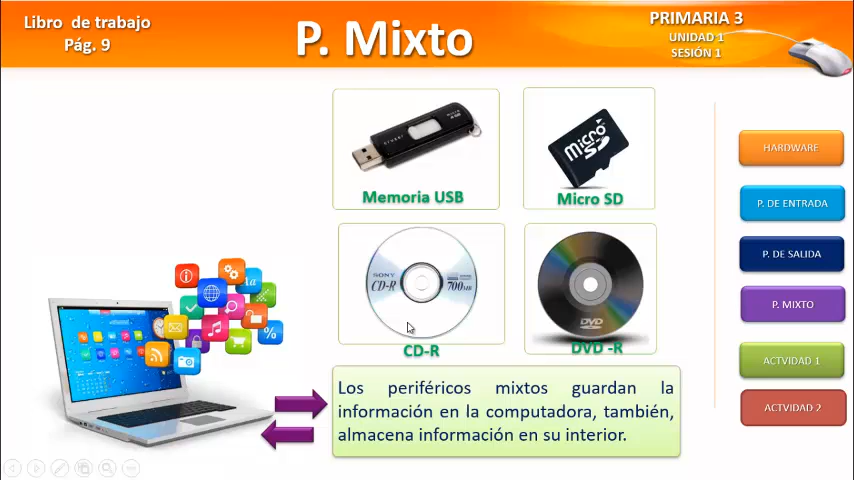 Libro de trabajo
Pág. 9
P. Mixto
PRIMARIA 3
UNIDAD 1
SESIÓN 1
Memoria USB
Micro SD
micro
SD
SONY
CD-R
700MB
CD-R
DVD
DVD -R
HARDWARE
P. DE ENTRADA
P. DE SALIDA
P. MIXTO
ACTVIDAD 1
ACTVIDAD 2
Aa
%
Los periféricos mixtos guardan la
información en la computadora, también,
almacena información en su interior.